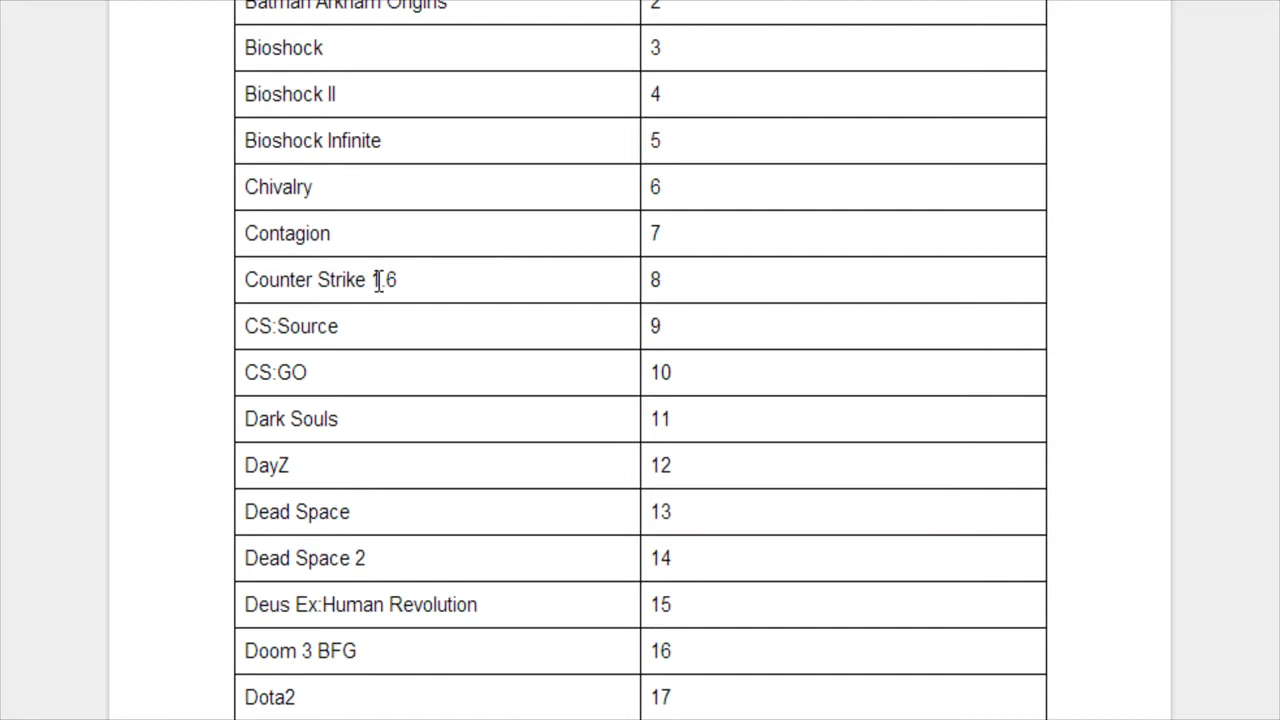 Batman Arkham Origins 2
Bioshock 3
Bioshock II 4
Bioshock Infinite 5
Chivalry 6
Contagion 7
Counter Strike 1.6 8
CS:Source 9
CS:GO 10
Dark Souls 11
DayZ 12
Dead Space 13
Dead Space 2 14
Deus Ex:Human Revolution 15
Doom 3 BFG 16
Dota2 17